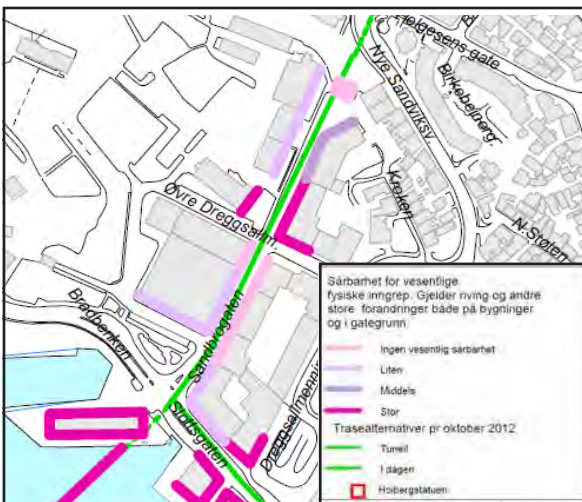 Holgesens gate
Nye Sandviksv.
Birkebeinerg.
Kroken
N-Støten
Øvre Dreggsallm.
Bradbenken
Sandbrogaten
Slottsgaten
Dreggsallmennin
Sårbarhet for vesentlige
fysiske inngrep. Gjelder riving og andre
store forandringer både på bygninger
og i gategrunn
Ingen vesentlig sårbarhet
Liten
Middels
Stor
Trasealternativer pr oktober 2012
Tunell
I dagen
Holbergstatuen